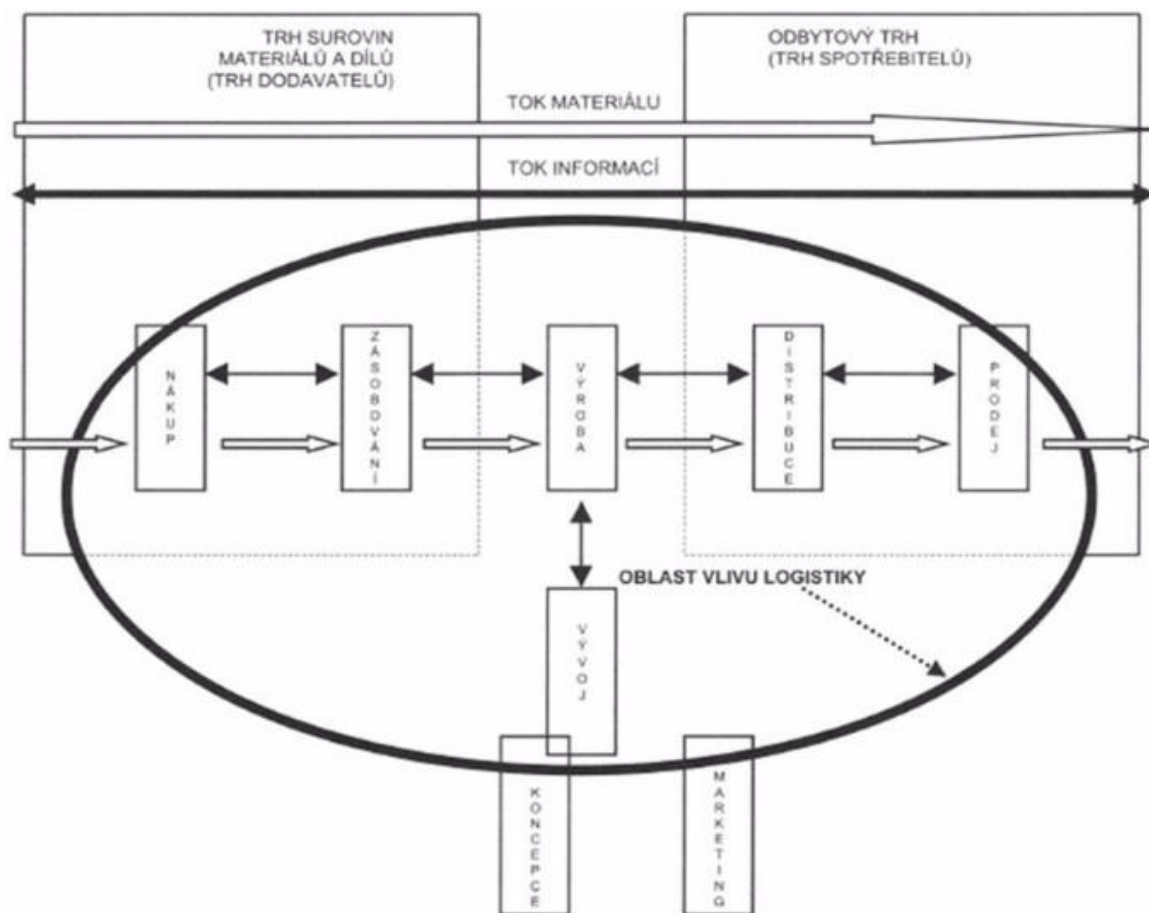 TRH SUROVIN
MATERIÁLŮ A DÍLŮ
(TRH DODAVATELŮ)
ODBYTOVÝ TRH
(TRH SPOTŘEBITELŮ)
TOK MATERIÁLU
TOK INFORMACÍ
NÁKUP
ZÁSOBOVÁNÍ
VÝROBA
DISTRIBUCE
PRODEJ
OBLAST VLIVU LOGISTIKY
VÝVOJ
KONCEPCE
MARKETING